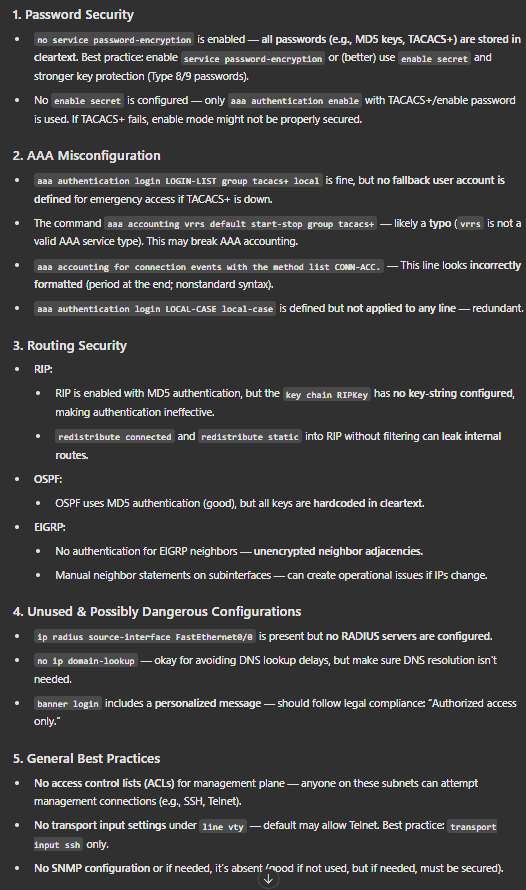 1. Password Security
• no service password-encryption is enabled — all passwords (e.g., MD5 keys, TACACS+) are stored in
cleartext. Best practice: enable service password-encryption or (better) use enable secret and
stronger key protection (Type 8/9 passwords).
• No enable secret is configured — only aaa authentication enable with TACACS+/enable password
is used. If TACACS+ fails, enable mode might not be properly secured.
2. AAA Misconfiguration
• aaa authentication login LOGIN-LIST group tacacs+ local is fine, but no fallback user account is
defined for emergency access if TACACS+ is down.
• The command aaa accounting vrrs default start-stop group tacacs+ — likely a typo (vrrs is not a
valid AAA service type). This may break AAA accounting.
• aaa accounting for connection events with the method list CONN-ACC. — This line looks incorrectly
formatted (period at the end; nonstandard syntax).
• aaa authentication login LOCAL-CASE local-case is defined but not applied to any line — redundant.
3. Routing Security
• RIP:
• RIP is enabled with MD5 authentication, but the key chain RIPKey has no key-string configured,
making authentication ineffective.
• redistribute connected and redistribute static into RIP without filtering can leak internal
routes.
• OSPF:
• OSPF uses MD5 authentication (good), but all keys are hardcoded in cleartext.
• EIGRP:
• No authentication for EIGRP neighbors — unencrypted neighbor adjacencies.
• Manual neighbor statements on subinterfaces — can create operational issues if IPs change.
4. Unused & Possibly Dangerous Configurations
• ip radius source-interface FastEthernet0/0 is present but no RADIUS servers are configured.
• no ip domain-lookup — okay for avoiding DNS lookup delays, but make sure DNS resolution isn't
needed.
• banner login includes a personalized message — should follow legal compliance: "Authorized access
only."
5. General Best Practices
• No access control lists (ACLs) for management plane — anyone on these subnets can attempt
management connections (e.g., SSH, Telnet).
• No transport input settings under line vty — default may allow Telnet. Best practice: transport
input ssh only.
• No SNMP configuration or if needed, it's absent (good if not used, but if needed, must be secured).